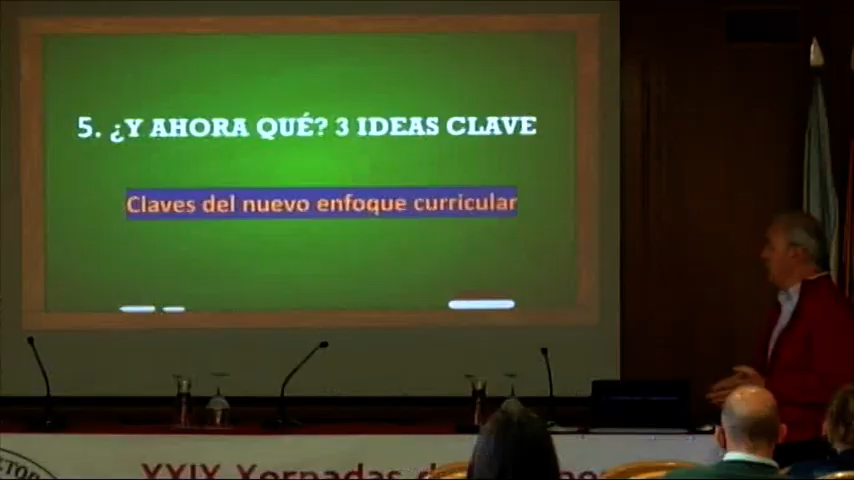 5. ¿Y AHORA QUÉ? 3 IDEAS CLAVE
Claves del nuevo enfoque curricular
XXIX Xornadas